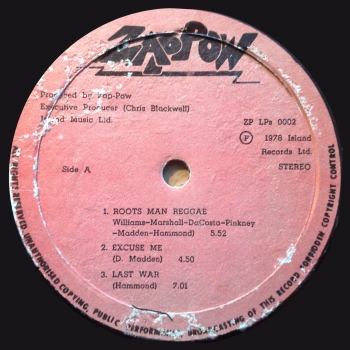 ZAP POW
Produced by Zap-Pow
Executive Producer (Chris Blackwell)
Island Music Ltd.
ZP LPs 0002
Ⓟ 1978 Island
Records Ltd.
Side A
STEREO
1. ROOTS MAN REGGAE
Williams-Marshall-DaCosta-Pinkney
-Madden-Hammond) 5.52
2. EXCUSE ME
(D. Madden) 4.50
3. LAST WAR
(Hammond) 7.01
ALL RIGHTS RESERVED UNAUTHORISED COPYING, PUBLIC PERFORMANCE, BROADCASTING OF THIS RECORD FORBIDDEN COPYRIGHT CONTROL